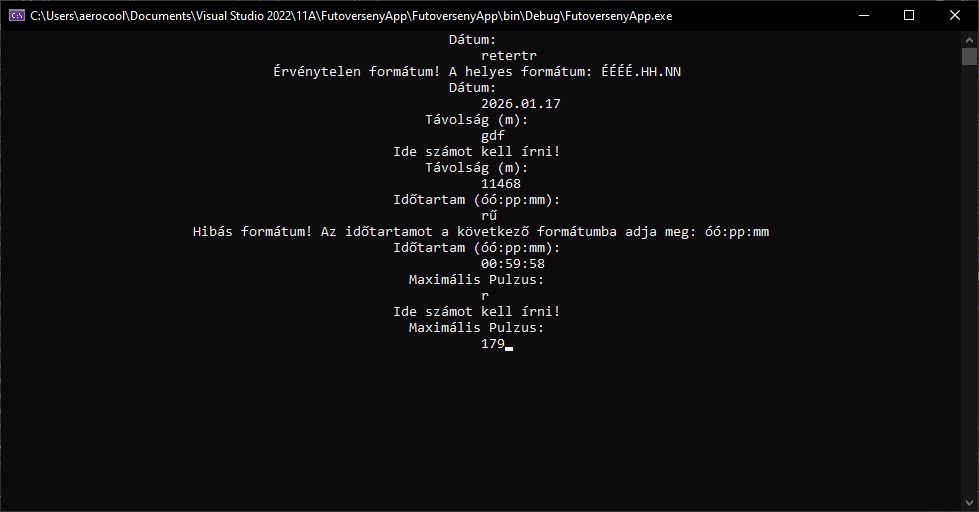 C:\Users\aerocool\Documents\Visual Studio 2022\11A\FutoversenyApp\FutoversenyApp\bin\Debug\FutoversenyApp.exe
Dátum:
retertr
Érvénytelen formátum! A helyes formátum: ÉÉÉÉ.HH.NN
Dátum:
2026.01.17
Távolság (m):
gdf
Ide számot kell írni!
Távolság (m):
11468
Időtartam (óó:pp:mm):
rű
Hibás formátum! Az időtartamot a következő formátumba adja meg: óó:pp:mm
Időtartam (óó:pp:mm):
00:59:58
Maximális Pulzus:
r
Ide számot kell írni!
Maximális Pulzus:
179